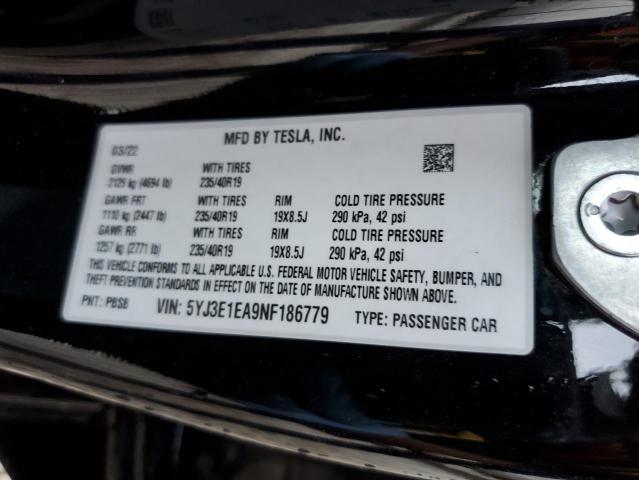 MFD BY TESLA, INC.
03/22
GVWR WITH TIRES
2129 kg (4694 lb) 235/40R19
GAWR FRT WITH TIRES RIM COLD TIRE PRESSURE
1110 kg (2447 lb) 235/40R19 19X8.5J 290 kPa, 42 psi
GAWR RR WITH TIRES RIM COLD TIRE PRESSURE
1257 kg (2771 lb) 235/40R19 19X8.5J 290 kPa, 42 psi
THIS VEHICLE CONFORMS TO ALL APPLICABLE U.S. FEDERAL MOTOR VEHICLE SAFETY, BUMPER, AND
THEFT PREVENTION STANDARDS IN EFFECT ON THE DATE OF MANUFACTURE SHOWN ABOVE.
PNT: PBSB VIN: 5YJ3E1EA9NF186779 TYPE: PASSENGER CAR